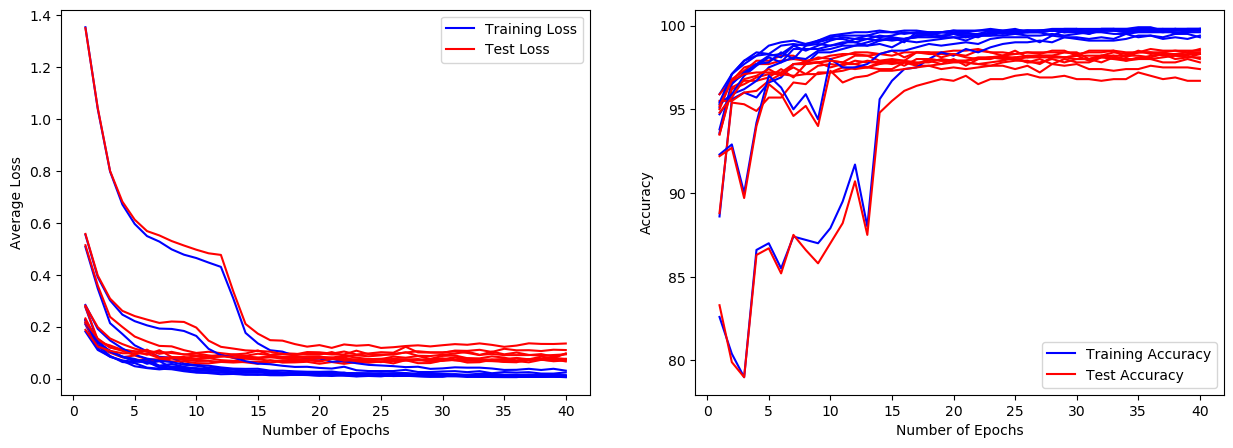 1.4
1.2
1.0
0.8
0.6
0.4
0.2
0.0
Average Loss
Training Loss
Test Loss
0 5 10 15 20 25 30 35 40
Number of Epochs
100
95
90
85
80
Accuracy
Training Accuracy
Test Accuracy
0 5 10 15 20 25 30 35 40
Number of Epochs